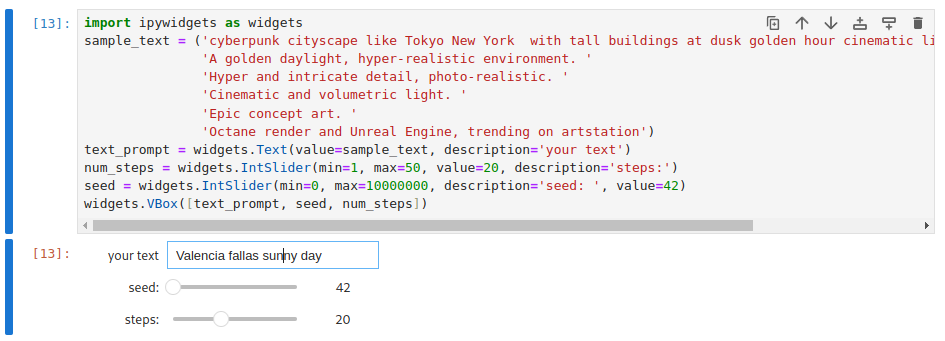 [13]: import ipywidgets as widgets
sample_text = ('cyberpunk cityscape like Tokyo New York  with tall buildings at dusk golden hour cinematic li
'A golden daylight, hyper-realistic environment. '
'Hyper and intricate detail, photo-realistic. '
'Cinematic and volumetric light. '
'Epic concept art. '
'Octane render and Unreal Engine, trending on artstation')
text_prompt = widgets.Text(value=sample_text, description='your text')
num_steps = widgets.IntSlider(min=1, max=50, value=20, description='steps:')
seed = widgets.IntSlider(min=0, max=10000000, description='seed: ', value=42)
widgets.VBox([text_prompt, seed, num_steps])
[13]: your text Valencia fallas sunny day
seed: 42
steps: 20